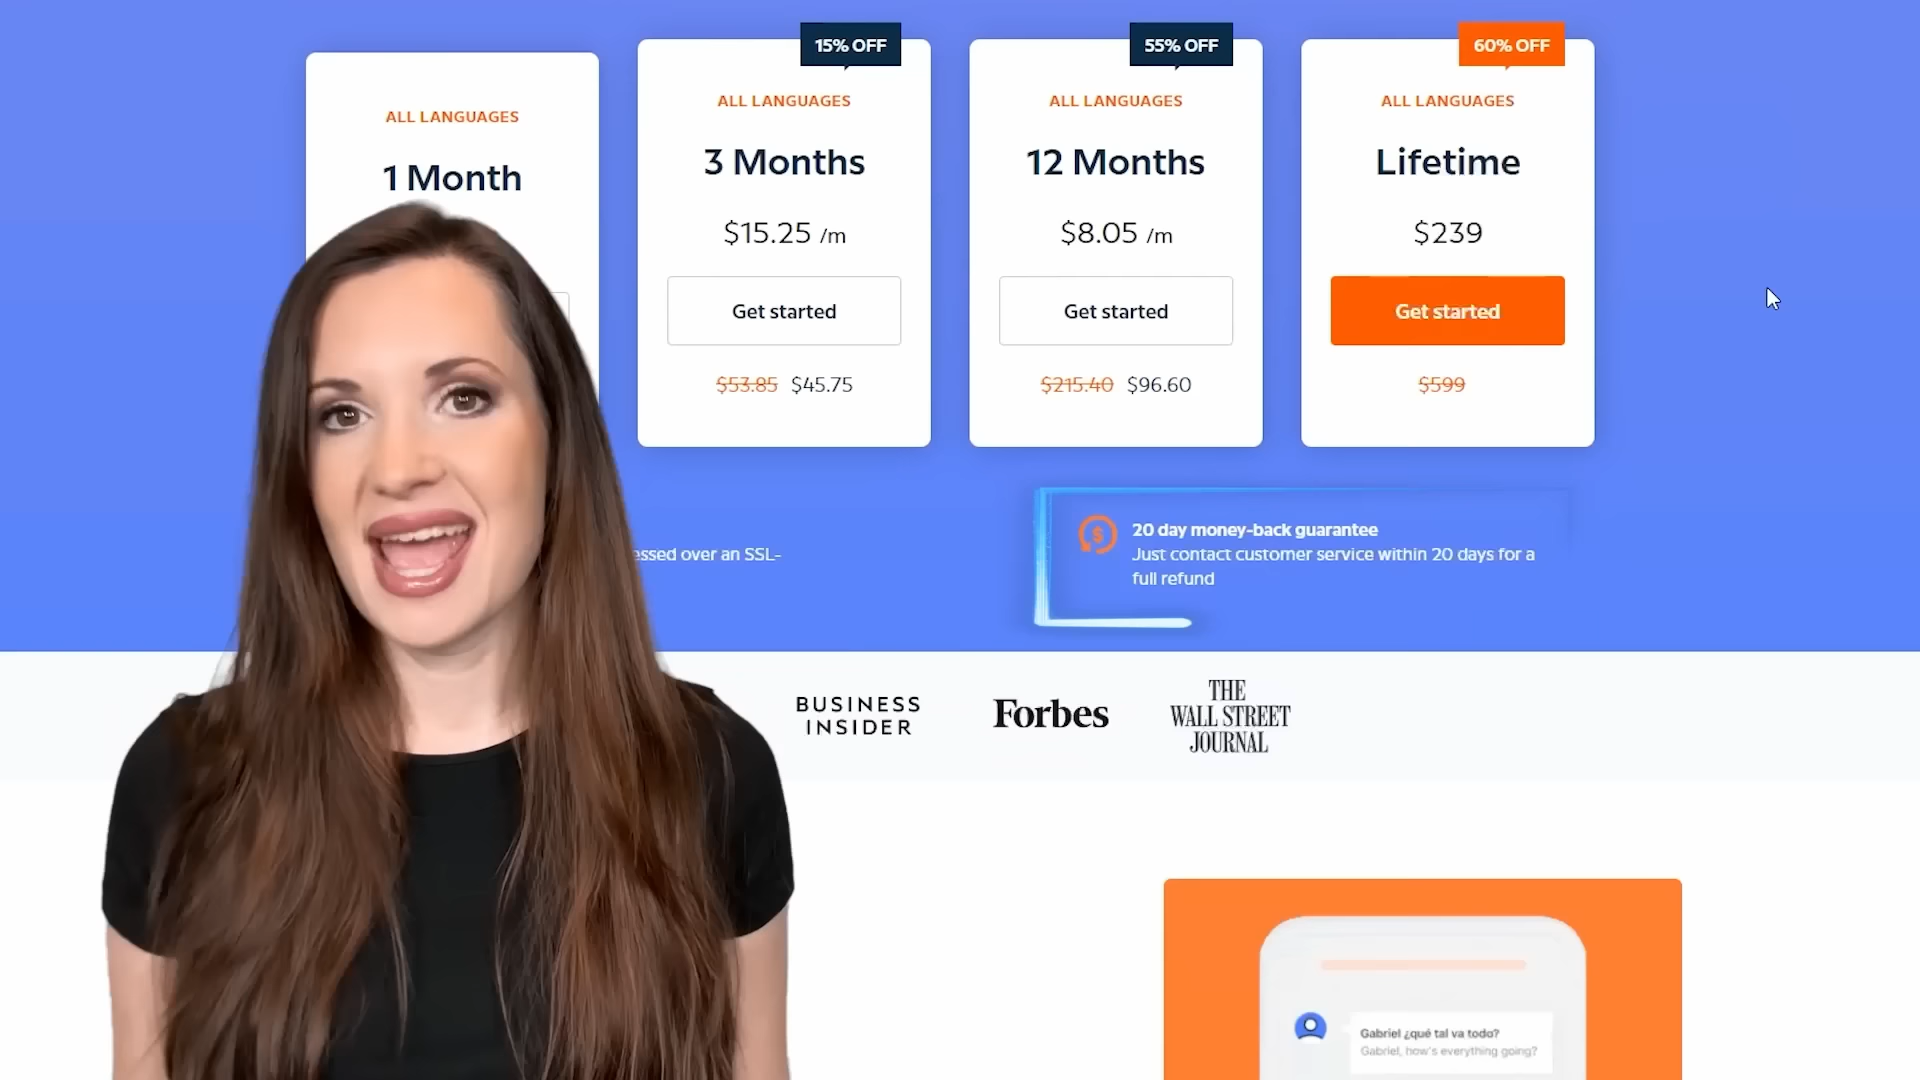 ALL LANGUAGES
1 Month
15% OFF
ALL LANGUAGES
3 Months
$15.25 /m
Get started
$53.85 $45.75
55% OFF
ALL LANGUAGES
12 Months
$8.05 /m
Get started
$215.40 $96.60
60% OFF
ALL LANGUAGES
Lifetime
$239
Get started
$599
essed over an SSL-
20 day money-back guarantee
Just contact customer service within 20 days for a
full refund
BUSINESS
INSIDER
Forbes
THE
WALL STREET
JOURNAL
Gabriel ¿qué tal va todo?
Gabriel, how's everything going?